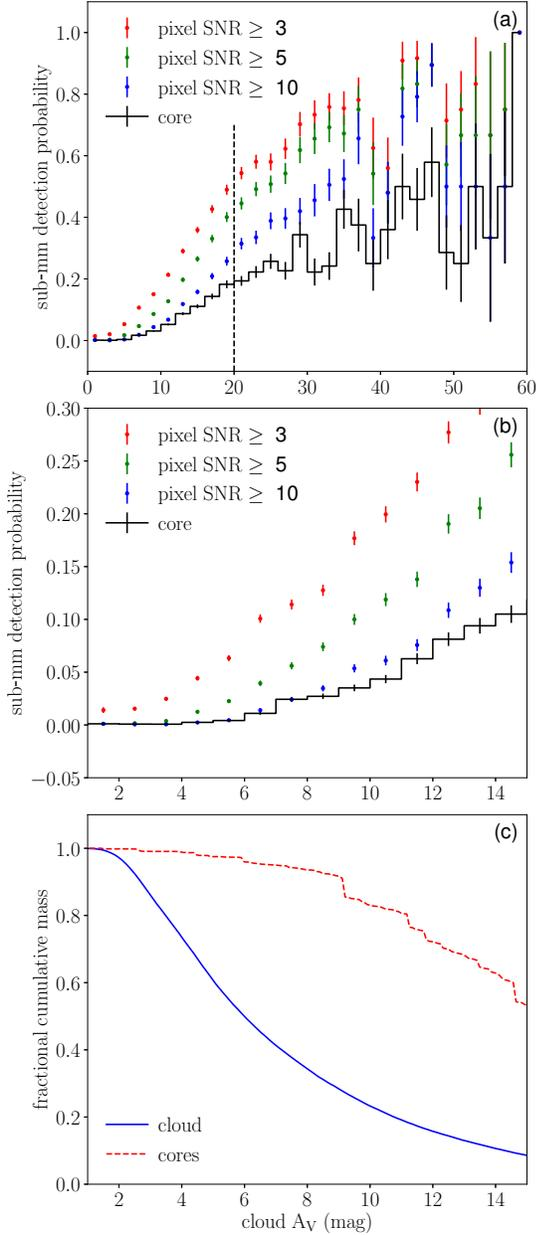 (a)
pixel SNR ≥ 3
pixel SNR ≥ 5
pixel SNR ≥ 10
core
sub-mm detection probability
1.0
0.8
0.6
0.4
0.2
0.0
0 10 20 30 40 50 60
(b)
pixel SNR ≥ 3
pixel SNR ≥ 5
pixel SNR ≥ 10
core
sub-mm detection probability
0.30
0.25
0.20
0.15
0.10
0.05
0.00
−0.05
2 4 6 8 10 12 14
(c)
fractional cumulative mass
1.0
0.8
0.6
0.4
0.2
0.0
cloud
cores
2 4 6 8 10 12 14
cloud AV (mag)